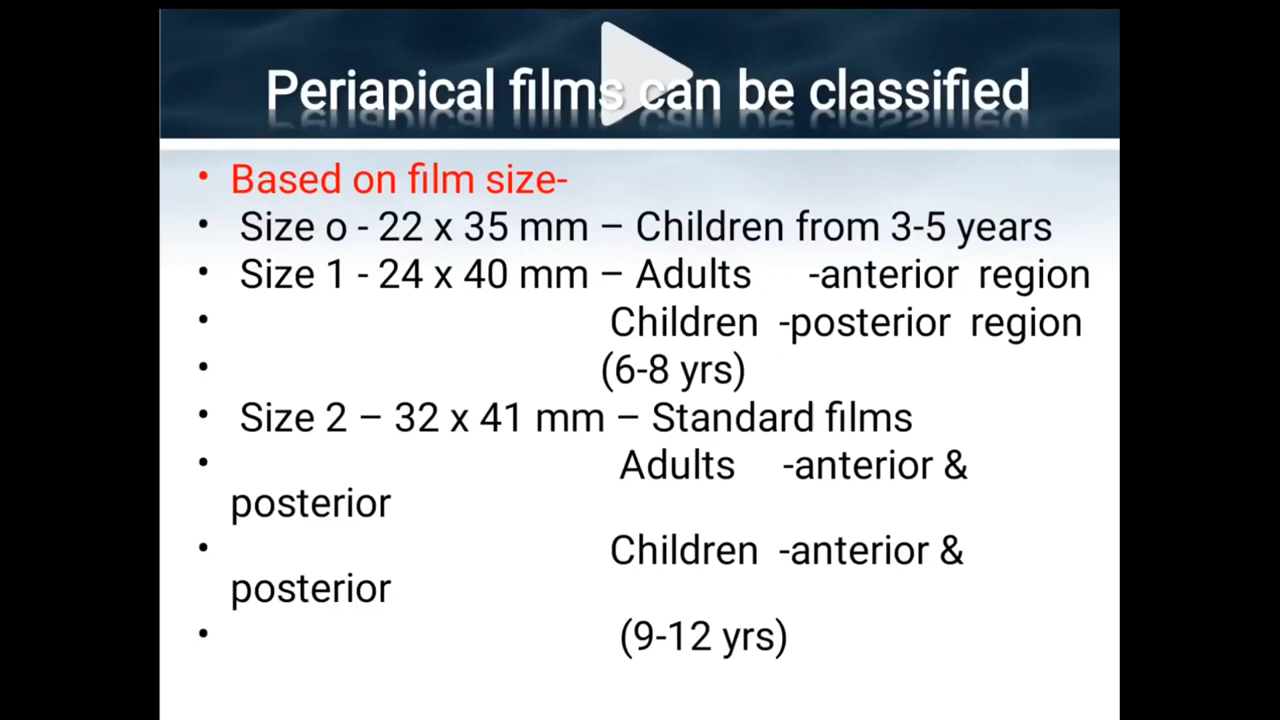 Periapical films can be classified
• Based on film size-
• Size o - 22 x 35 mm – Children from 3-5 years
• Size 1 - 24 x 40 mm – Adults -anterior region
• Children -posterior region
• (6-8 yrs)
• Size 2 – 32 x 41 mm – Standard films
• Adults -anterior &
posterior
• Children -anterior &
posterior
• (9-12 yrs)